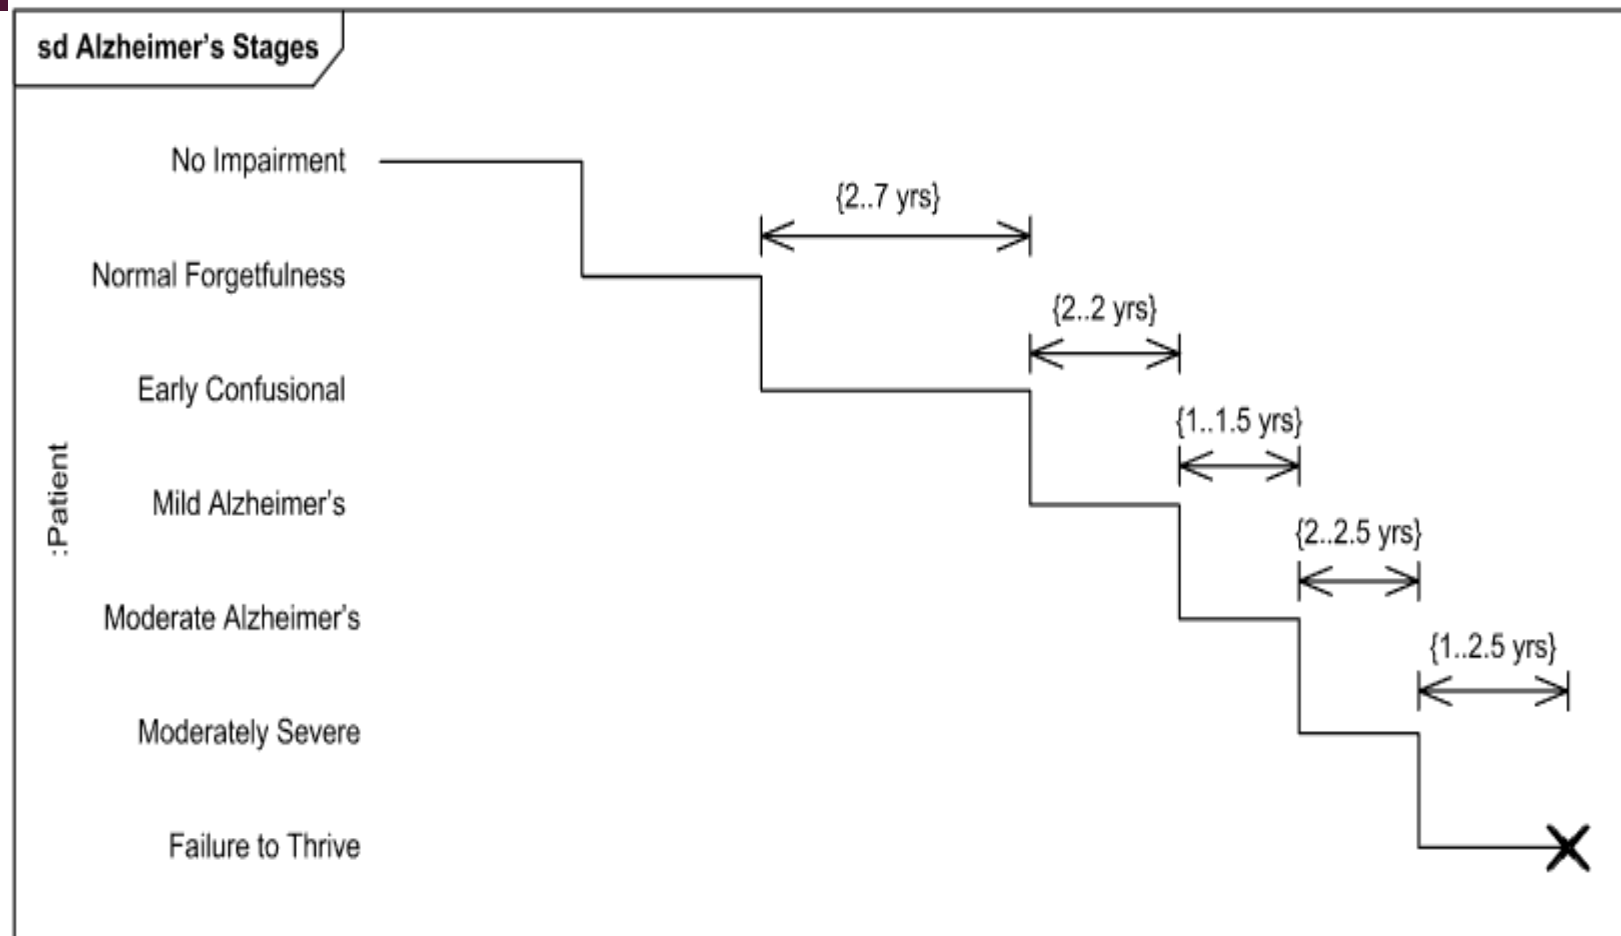 sd Alzheimer's Stages
No Impairment
{2..7 yrs}
Normal Forgetfulness
{2..2 yrs}
Early Confusional
{1..1.5 yrs}
:Patient
Mild Alzheimer's
{2..2.5 yrs}
Moderate Alzheimer's
{1..2.5 yrs}
Moderately Severe
Failure to Thrive